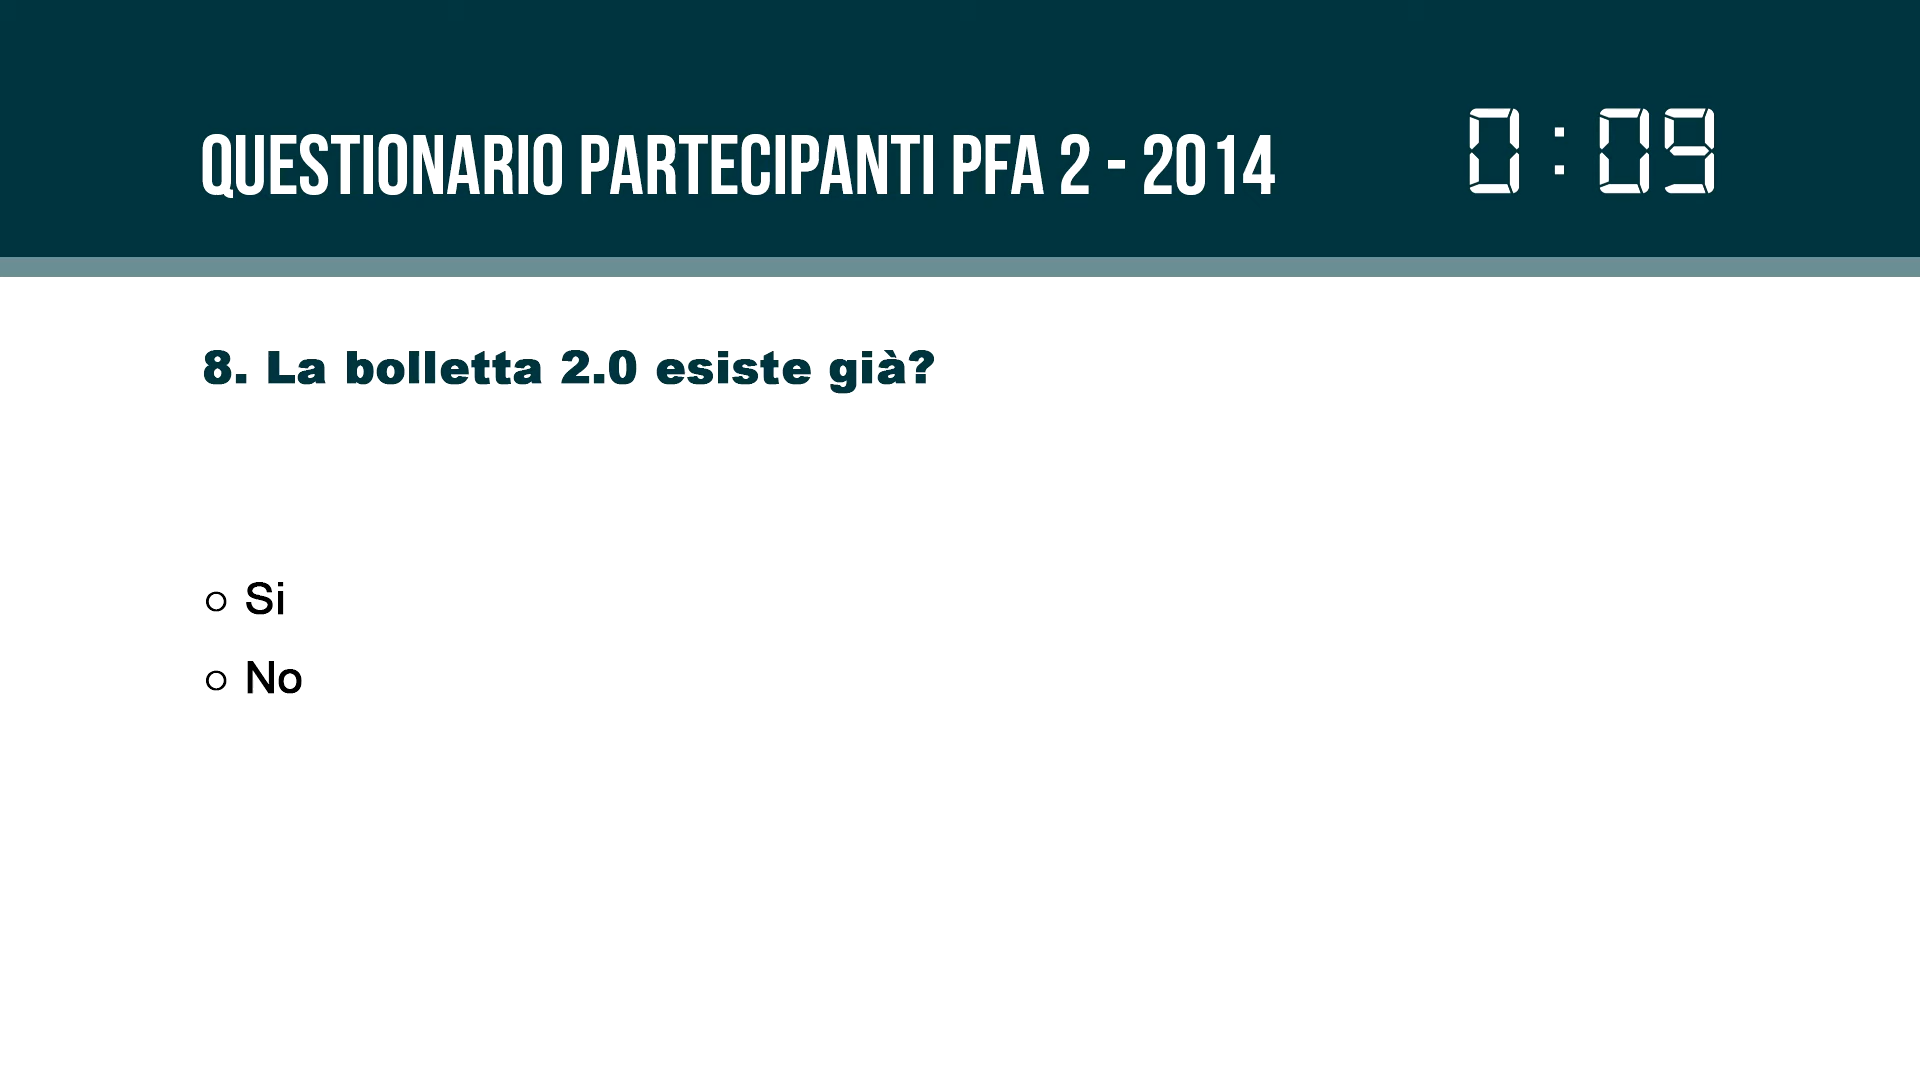 QUESTIONARIO PARTECIPANTI PFA 2 - 2014
0:09
8. La bolletta 2.0 esiste già?
○ Si
○ No